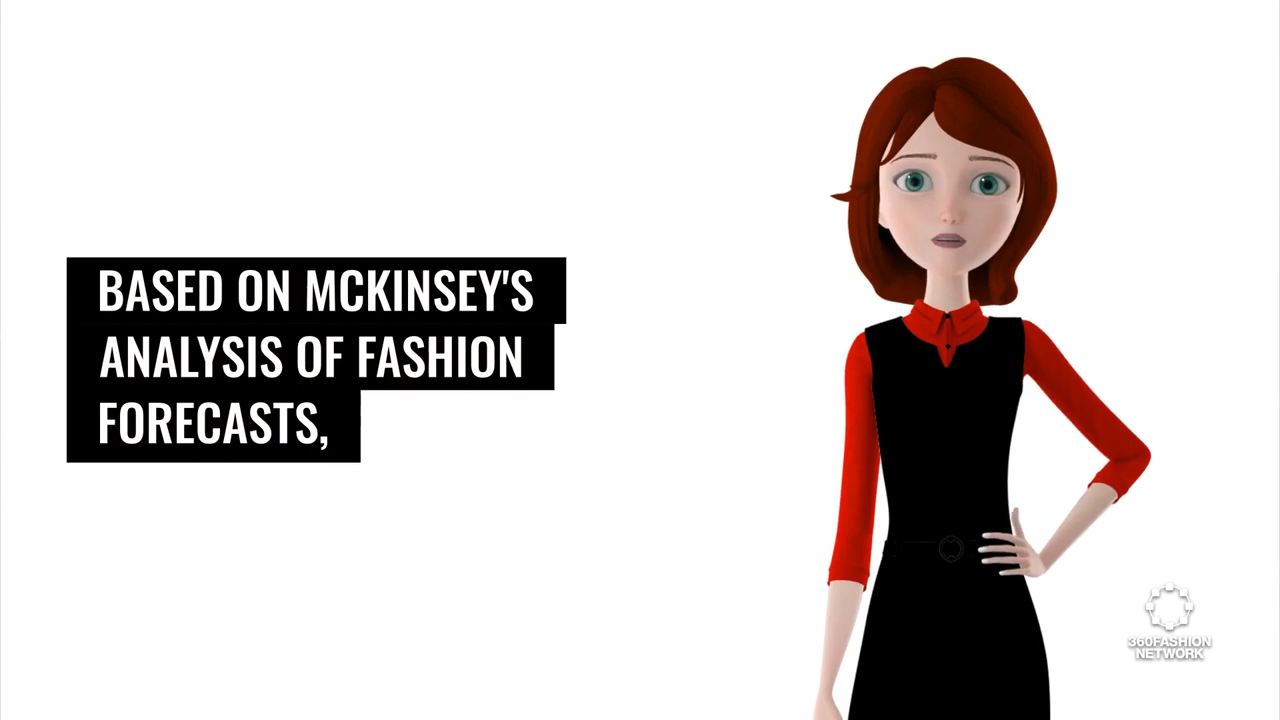 BASED ON MCKINSEY'S
ANALYSIS OF FASHION
FORECASTS,
360FASHION
NETWORK